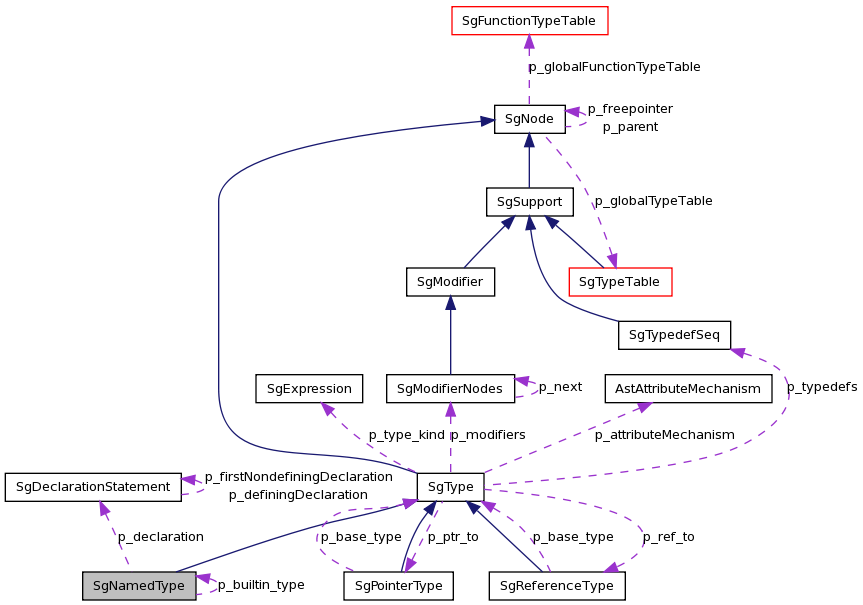 SgFunctionTypeTable
p_globalFunctionTypeTable
SgNode
p_freepointer
p_parent
SgSupport
p_globalTypeTable
SgModifier
SgTypeTable
SgTypedefSeq
SgExpression
SgModifierNodes
p_next
AstAttributeMechanism
p_typedefs
p_type_kind
p_modifiers
p_attributeMechanism
SgDeclarationStatement
p_firstNondefiningDeclaration
p_definingDeclaration
SgType
p_declaration
p_base_type
p_ptr_to
p_base_type
p_ref_to
SgNamedType
p_builtin_type
SgPointerType
SgReferenceType